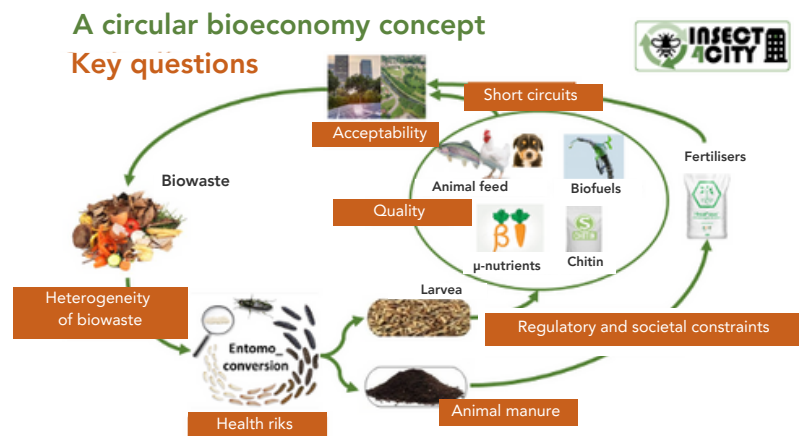 A circular bioeconomy concept
Key questions
INSECT
4CITY
Short circuits
Acceptability
Fertilisers
Biowaste
Animal feed
Biofuels
Quality
β
S
µ-nutrients
Chitin
Larvea
Heterogeneity
of biowaste
Regulatory and societal constraints
Entomo_
conversion
Animal manure
Health riks